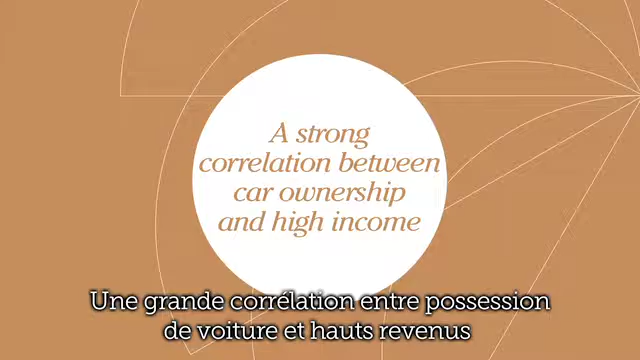 A strong
correlation between
car ownership
and high income
Une grande corrélation entre possession
de voiture et hauts revenus